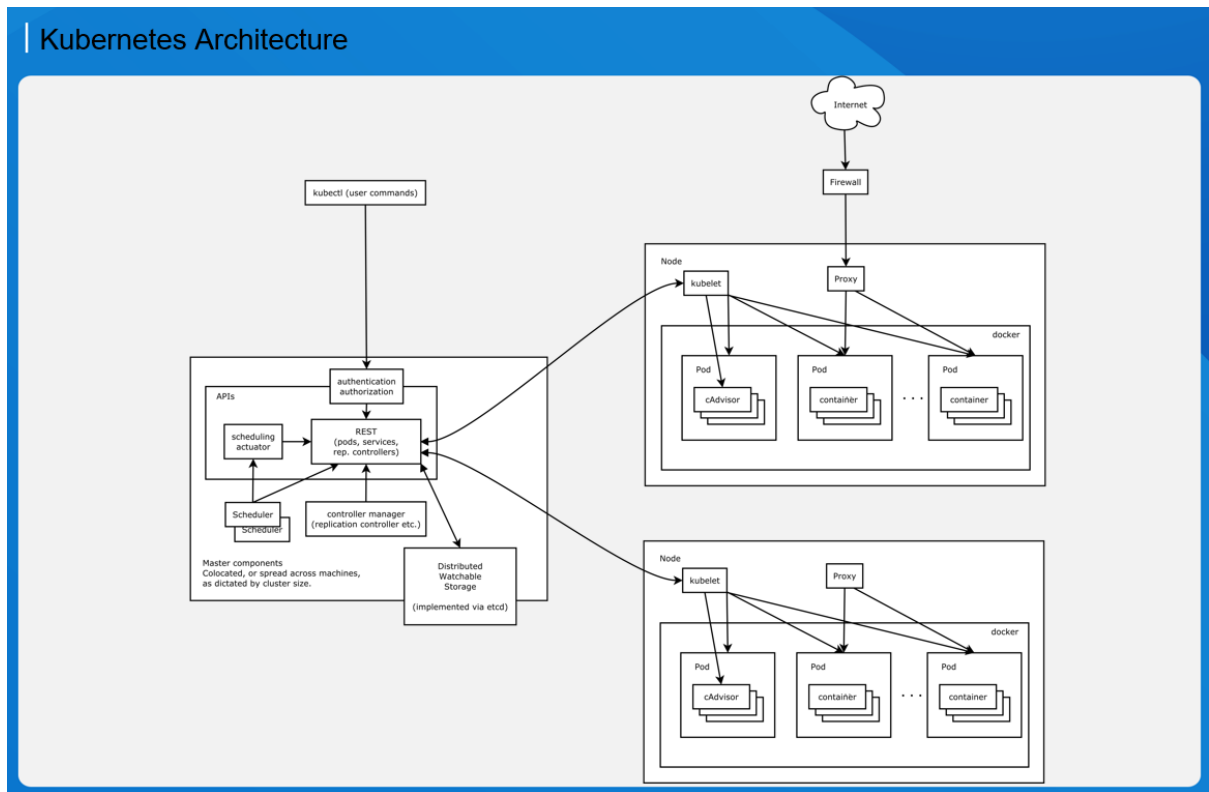 Kubernetes Architecture
Internet
Firewall
kubectl (user commands)
Node
kubelet
Proxy
docker
Pod
cAdvisor
Pod
container
. . .
Pod
container
authentication
authorization
APIs
REST
(pods, services,
rep. controllers)
scheduling
actuator
Scheduler
Scheduler
controller manager
(replication controller etc.)
Master components
Colocated, or spread across machines,
as dictated by cluster size.
Distributed
Watchable
Storage
(implemented via etcd)
Node
kubelet
Proxy
docker
Pod
cAdvisor
Pod
container
. . .
Pod
container